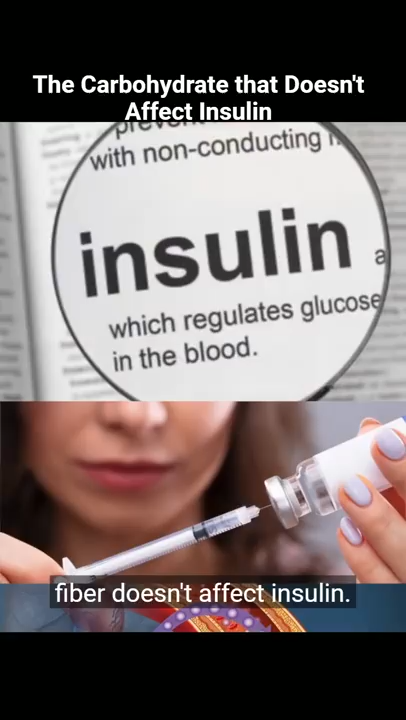 The Carbohydrate that Doesn't
Affect Insulin
with non-conducting
insulin
which regulates glucose
in the blood.
fiber doesn't affect insulin.